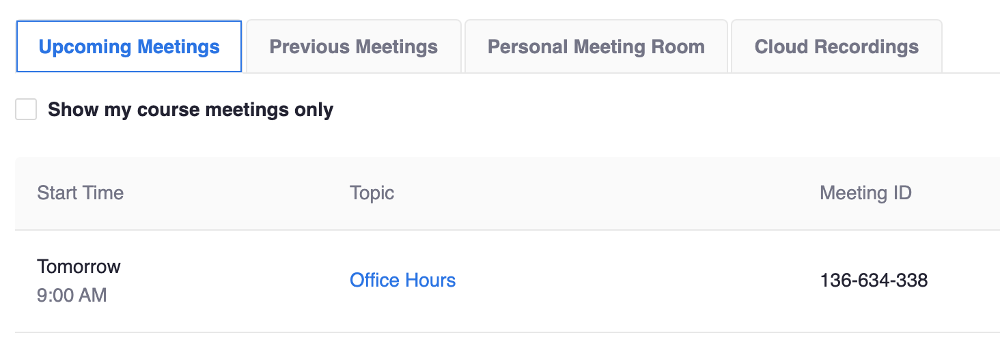 Upcoming Meetings Previous Meetings Personal Meeting Room Cloud Recordings
Show my course meetings only
Start Time Topic Meeting ID
Tomorrow
9:00 AM
Office Hours
136-634-338